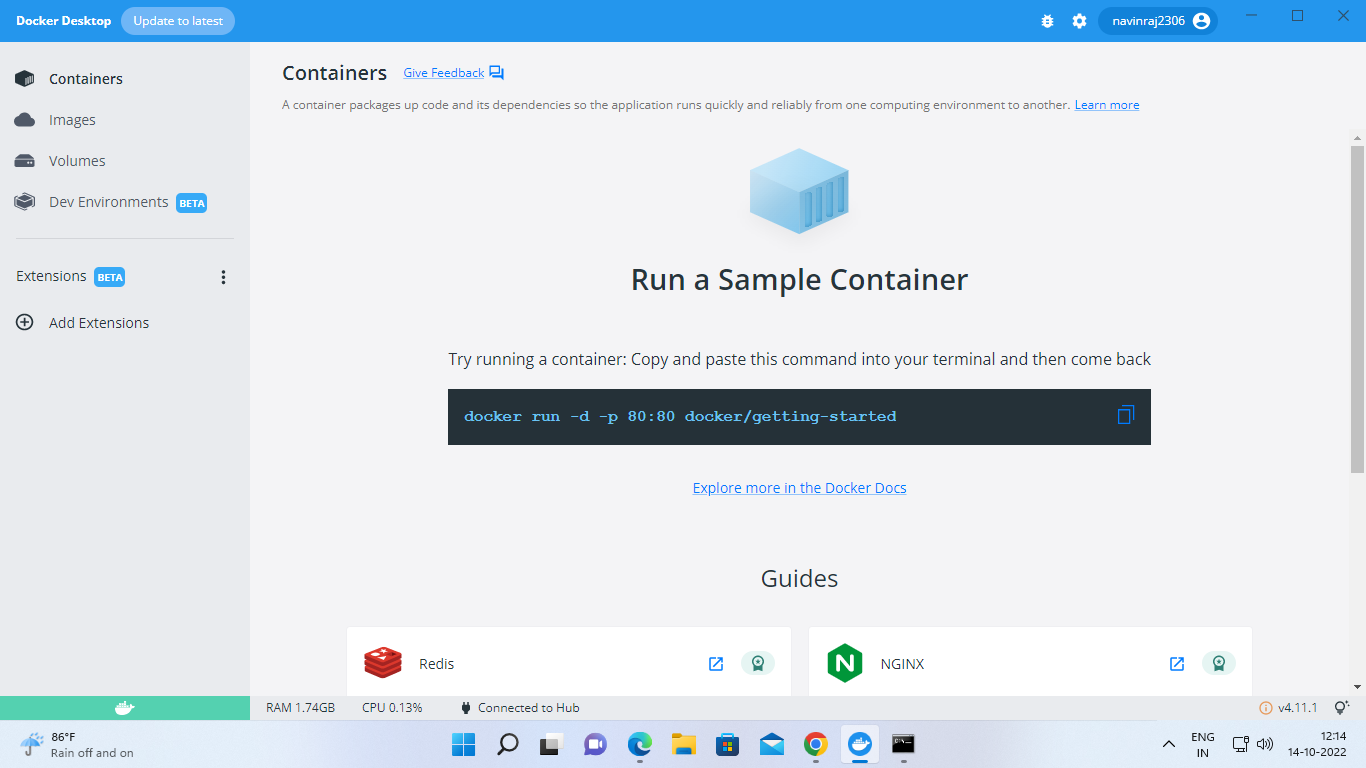 Docker Desktop Update to latest navinraj2306
Containers
Images
Volumes
Dev Environments BETA
Extensions BETA
Add Extensions
Containers Give Feedback
A container packages up code and its dependencies so the application runs quickly and reliably from one computing environment to another. Learn more
Run a Sample Container
Try running a container: Copy and paste this command into your terminal and then come back
docker run -d -p 80:80 docker/getting-started
Explore more in the Docker Docs
Guides
Redis NGINX
RAM 1.74GB CPU 0.13% Connected to Hub v4.11.1
86°F
Rain off and on
ENG
IN
12:14
14-10-2022